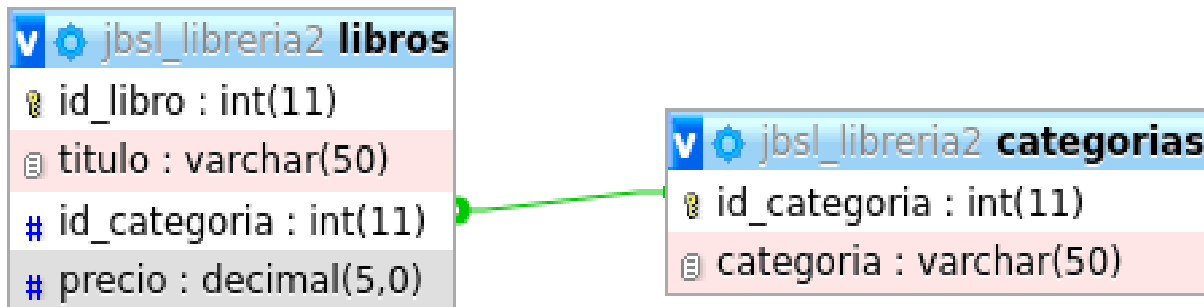 v jbsl_libreria2 libros
id_libro : int(11)
titulo : varchar(50)
# id_categoria : int(11)
# precio : decimal(5,0)
v jbsl_libreria2 categorias
id_categoria : int(11)
categoria : varchar(50)